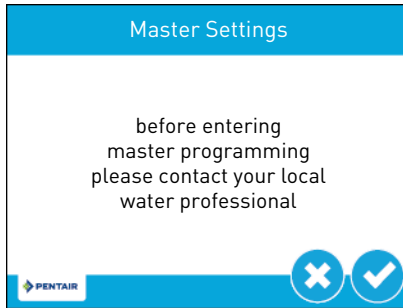 Master Settings
before entering
master programming
please contact your local
water professional
PENTAIR